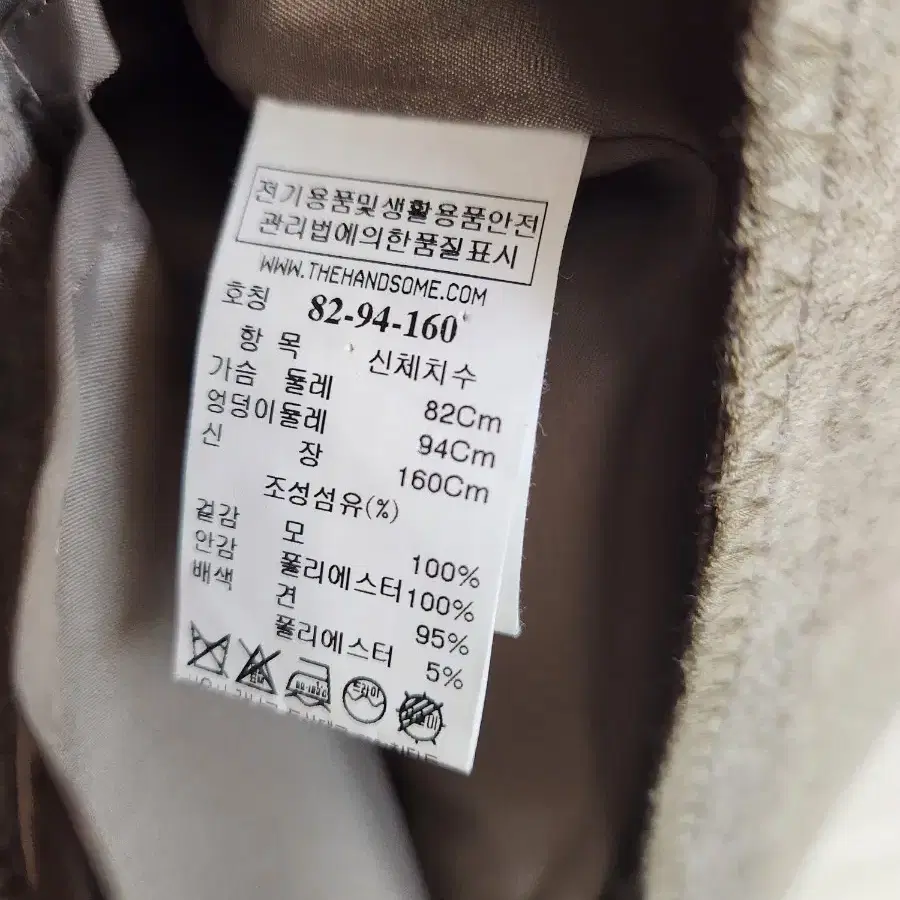 전기용품및생활용품안전
관리법에의한품질표시
WWW.THEHANDSOME.COM
호칭 82-94-160
항 목 신체치수
가슴 둘레 82Cm
엉덩이둘레 94Cm
신 장 160Cm
조성섬유(%)
겉감 모 100%
안감 폴리에스터 100%
배색 견 95%
폴리에스터 5%
드라이